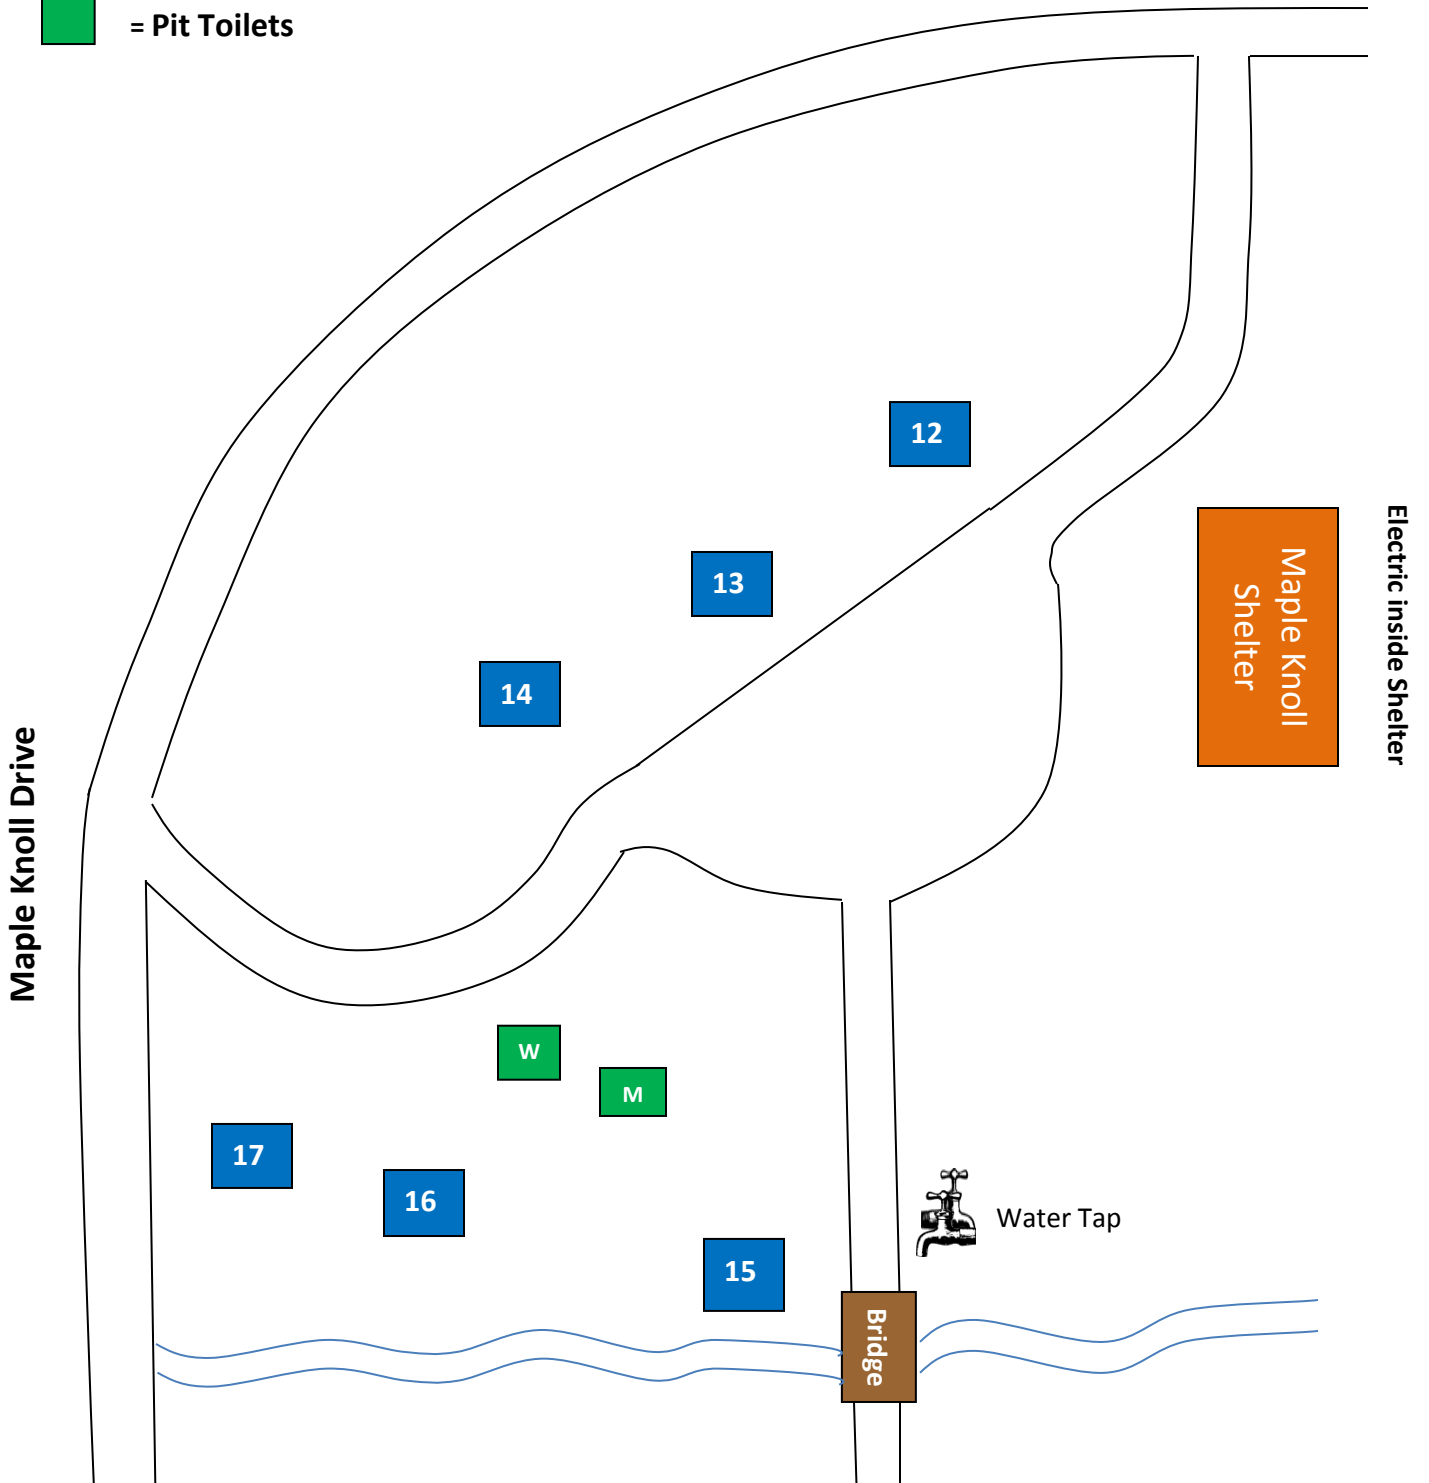 = Pit Toilets
12
13
14
Maple Knoll
Shelter
Electric inside Shelter
Maple Knoll Drive
W
M
17
16
15
Water Tap
Bridge